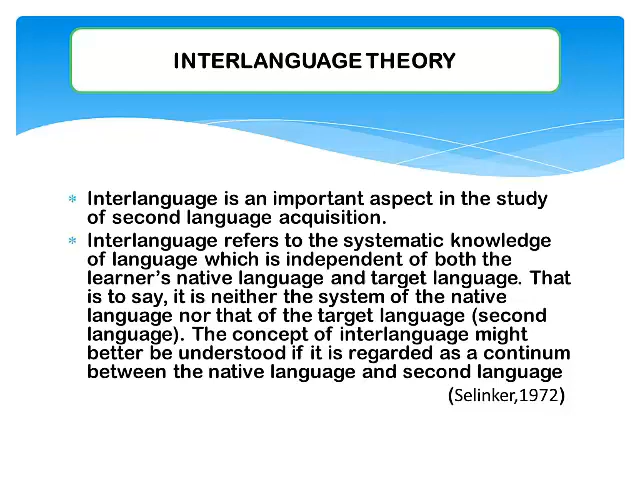 INTERLANGUAGE THEORY
* Interlanguage is an important aspect in the study
of second language acquisition.
* Interlanguage refers to the systematic knowledge
of language which is independent of both the
learner's native language and target language. That
is to say, it is neither the system of the native
language nor that of the target language (second
language). The concept of interlanguage might
better be understood if it is regarded as a continum
between the native language and second language
(Selinker,1972)